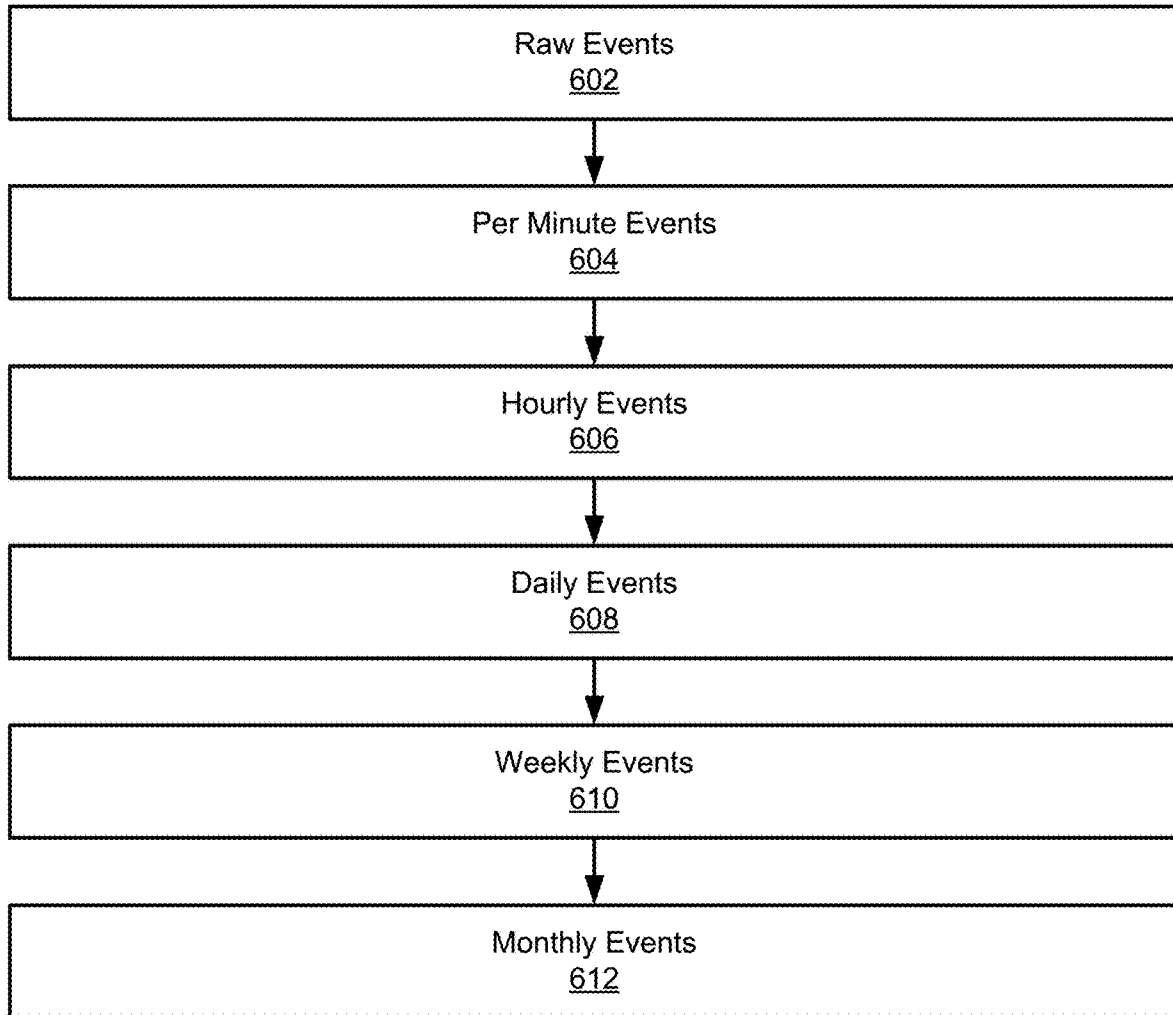 Raw Events
602
Per Minute Events
604
Hourly Events
606
Daily Events
608
Weekly Events
610
Monthly Events
612